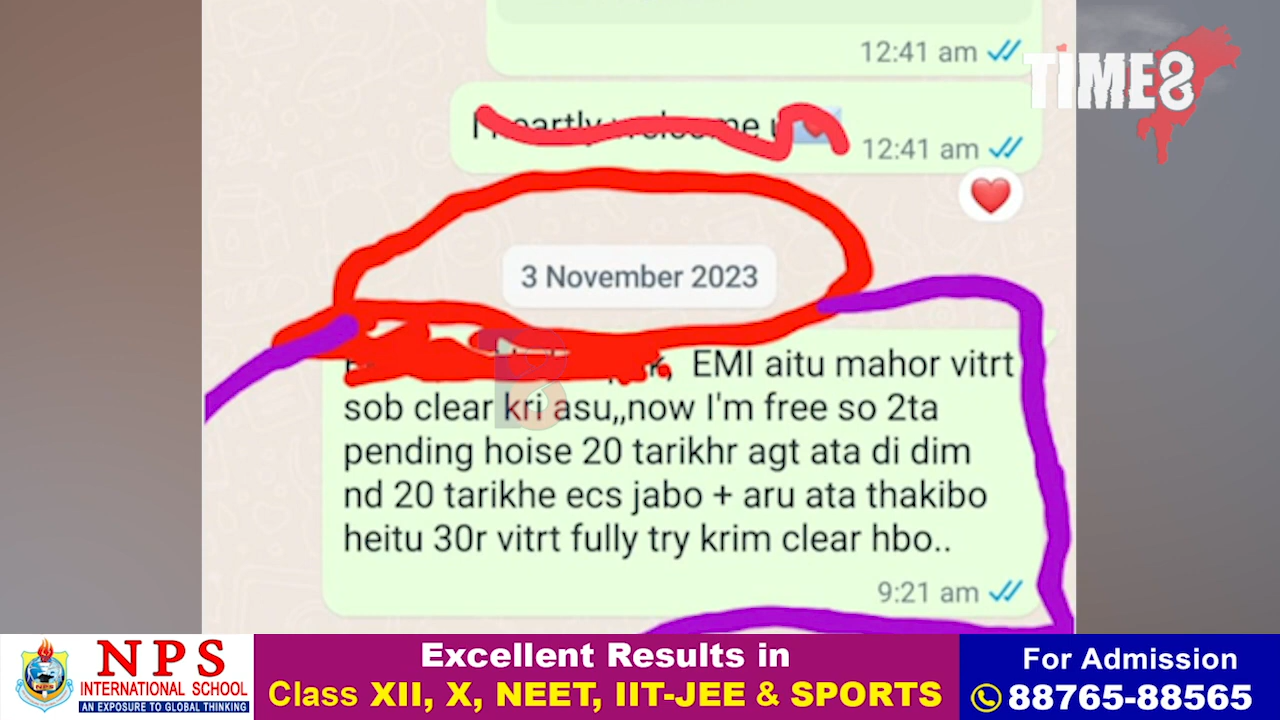 12:41 am
TIMES
12:41 am
3 November 2023
EMI aitu mahor vitrt
sob clear kri asu,,now I'm free so 2ta
pending hoise 20 tarikhr agt ata di dim
nd 20 tarikhe ecs jabo + aru ata thakibo
heitu 30r vitrt fully try krim clear hbo..
9:21 am
NPS
INTERNATIONAL SCHOOL
AN EXPOSURE TO GLOBAL THINKING
Excellent Results in
Class XII, X, NEET, IIT-JEE & SPORTS
For Admission
88765-88565